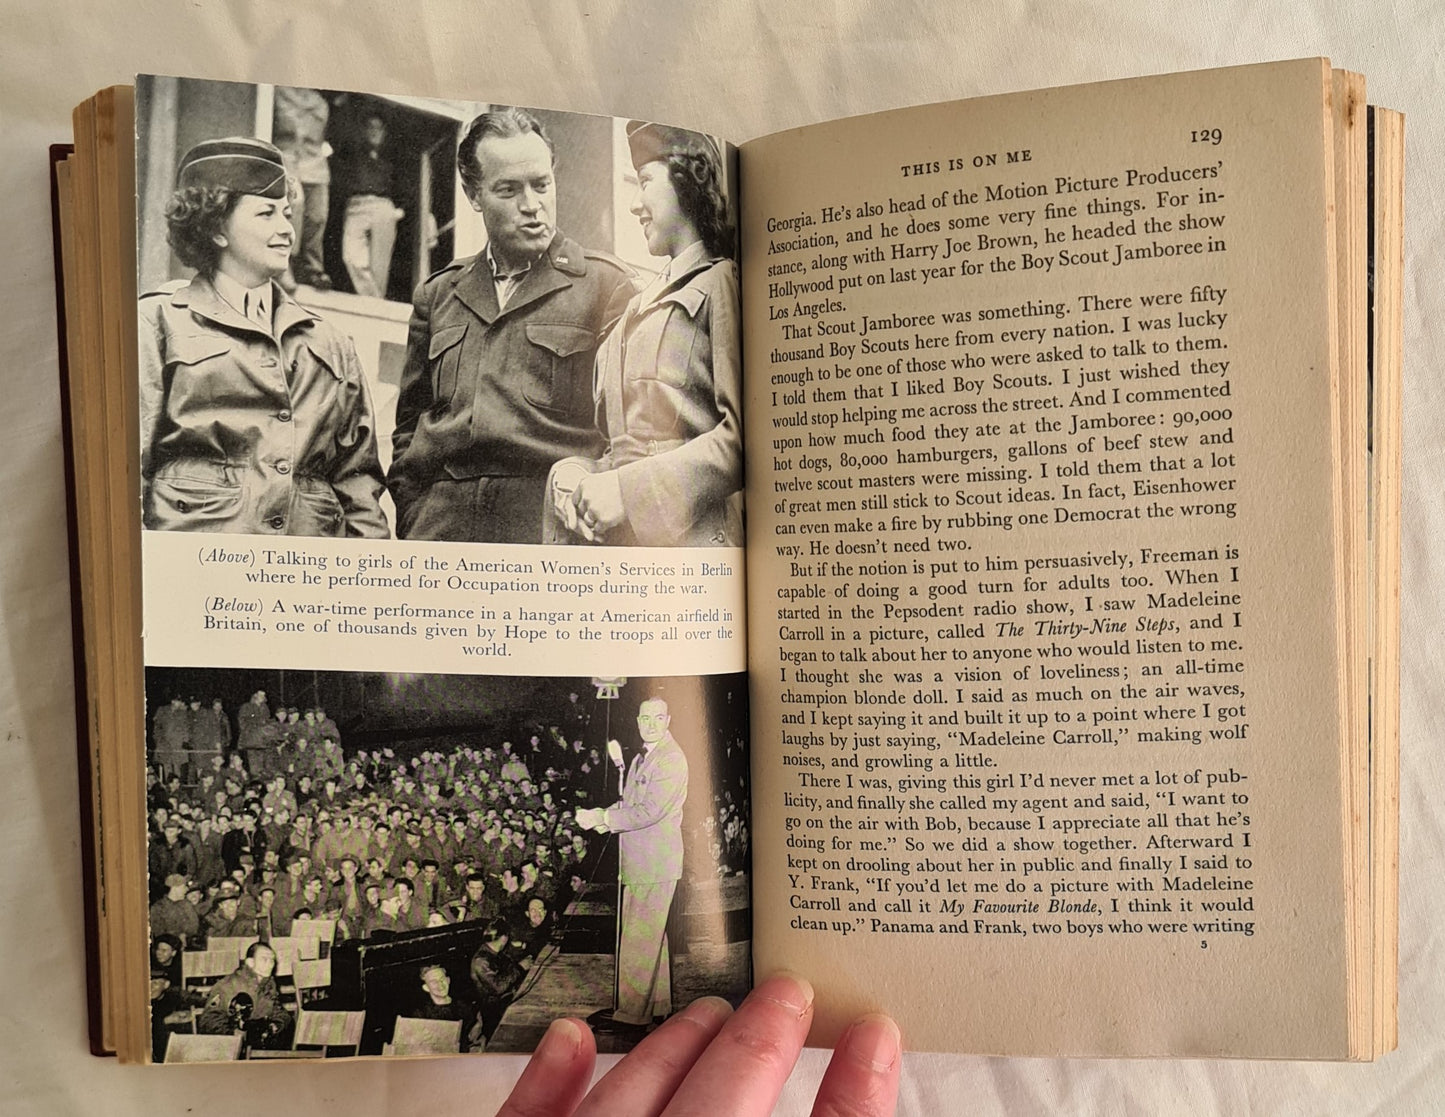 (Above) Talking to girls of the American Women's Services in Berlin
where he performed for Occupation troops during the war.
(Below) A war-time performance in a hangar at American airfield in
Britain, one of thousands given by Hope to the troops all over the
world.
THIS IS ON ME
129
Georgia. He's also head of the Motion Picture Producers'
Association, and he does some very fine things. For in-
stance, along with Harry Joe Brown, he headed the show
Hollywood put on last year for the Boy Scout Jamboree in
Los Angeles.
That Scout Jamboree was something. There were fifty
thousand Boy Scouts here from every nation. I was lucky
enough to be one of those who were asked to talk to them.
I told them that I liked Boy Scouts. I just wished they
would stop helping me across the street. And I commented
upon how much food they ate at the Jamboree: 90,000
hot dogs, 80,000 hamburgers, gallons of beef stew and
twelve scout masters were missing. I told them that a lot
of great men still stick to Scout ideas. In fact, Eisenhower
can even make a fire by rubbing one Democrat the wrong
way. He doesn't need two.
But if the notion is put to him persuasively, Freeman is
capable of doing a good turn for adults too. When I
started in the Pepsodent radio show, I saw Madeleine
Carroll in a picture, called The Thirty-Nine Steps, and I
began to talk about her to anyone who would listen to me.
I thought she was a vision of loveliness; an all-time
champion blonde doll. I said as much on the air waves,
and I kept saying it and built it up to a point where I got
laughs by just saying, "Madeleine Carroll," making wolf
noises, and growling a little.
There I was, giving this girl I'd never met a lot of pub-
licity, and finally she called my agent and said, "I want to
go on the air with Bob, because I appreciate all that he's
doing for me." So we did a show together. Afterward I
kept on drooling about her in public and finally I said to
Y. Frank, "If you'd let me do a picture with Madeleine
Carroll and call it My Favourite Blonde, I think it would
clean up." Panama and Frank, two boys who were writing
5